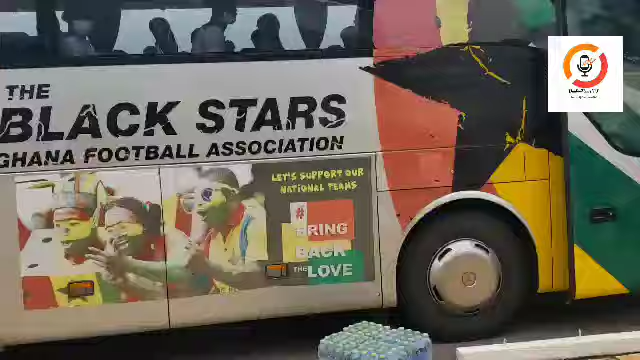 THE
BLACK STARS
GHANA FOOTBALL ASSOCIATION
LET'S SUPPORT OUR
NATIONAL TEAMS
#
BRING
BACK
THE LOVE